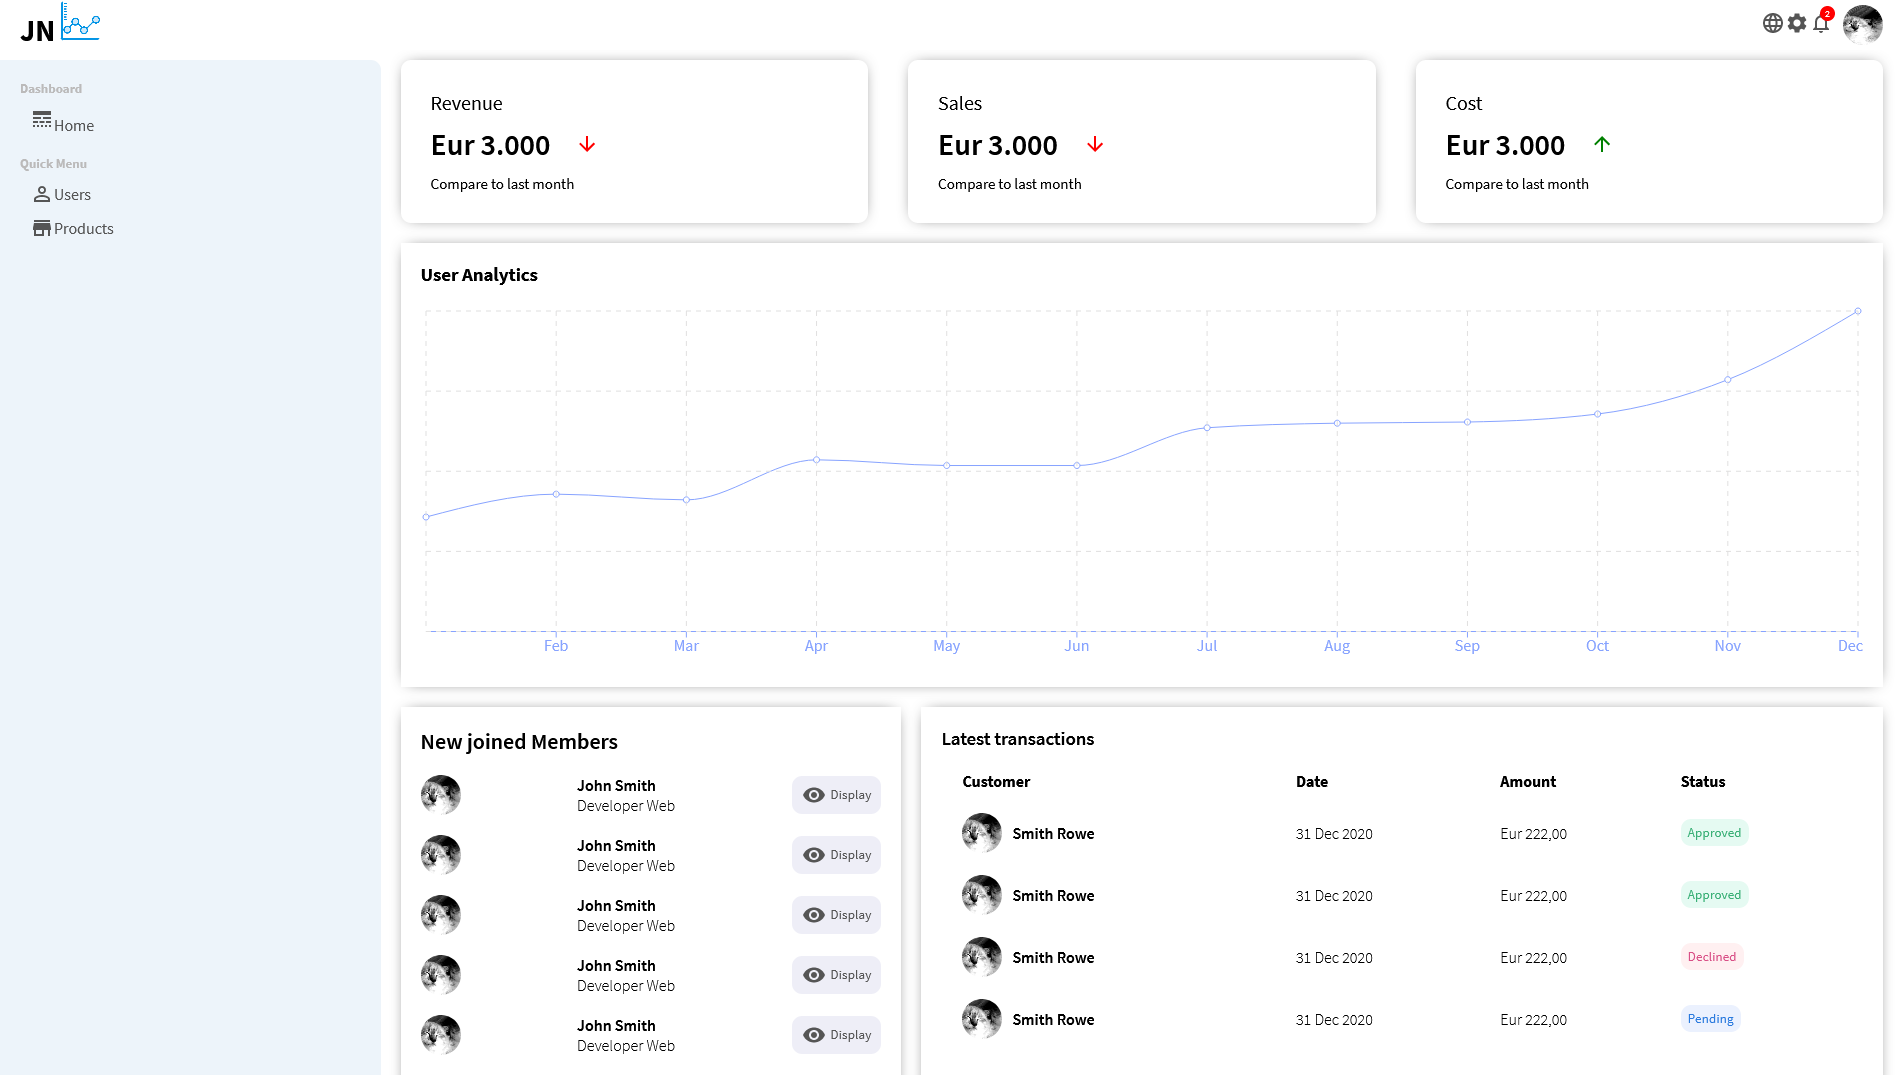 JN
2
Dashboard
Home
Quick Menu
Users
Products
Revenue
Eur 3.000
Compare to last month
Sales
Eur 3.000
Compare to last month
Cost
Eur 3.000
Compare to last month
User Analytics
Feb Mar Apr May Jun Jul Aug Sep Oct Nov Dec
New joined Members
John Smith
Developer Web
Display
John Smith
Developer Web
Display
John Smith
Developer Web
Display
John Smith
Developer Web
Display
John Smith
Developer Web
Display
Latest transactions
Customer Date Amount Status
Smith Rowe 31 Dec 2020 Eur 222,00 Approved
Smith Rowe 31 Dec 2020 Eur 222,00 Approved
Smith Rowe 31 Dec 2020 Eur 222,00 Declined
Smith Rowe 31 Dec 2020 Eur 222,00 Pending